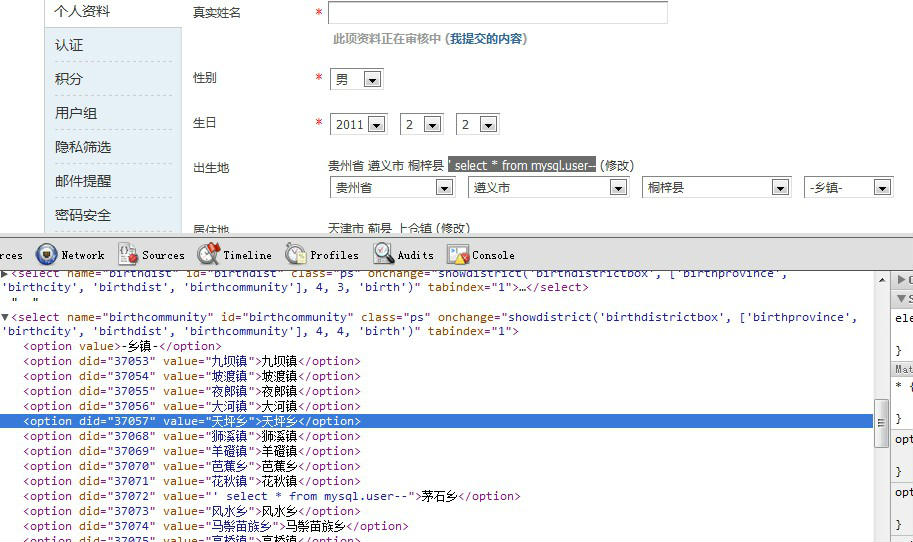 个人资料
真实姓名 *
此项资料正在审核中 (我提交的内容)
认证
积分
性别 * 男
用户组
生日 * 2011 2 2
隐私筛选
出生地 贵州省 遵义市 桐梓县 ' select * from mysql.user-- (修改)
邮件提醒
贵州省 遵义市 桐梓县 -乡镇-
密码安全
居住地 天津市 蓟县 上仓镇 (修改)
rces Network Sources Timeline Profiles Audits Console
▶<select name="birthdist" id="birthdist" class="ps" onchange="showdistrict('birthdistrictbox', ['birthprovince',
'birthcity', 'birthdist', 'birthcommunity'], 4, 3, 'birth')" tabindex="1">…</select>
" "
▼<select name="birthcommunity" id="birthcommunity" class="ps" onchange="showdistrict('birthdistrictbox', ['birthprovince',
'birthcity', 'birthdist', 'birthcommunity'], 4, 4, 'birth')" tabindex="1">
<option value>-乡镇-</option>
<option did="37053" value="九坝镇">九坝镇</option>
<option did="37054" value="坡渡镇">坡渡镇</option>
<option did="37055" value="夜郎镇">夜郎镇</option>
<option did="37056" value="大河镇">大河镇</option>
<option did="37057" value="天坪乡">天坪乡</option>
<option did="37068" value="狮溪镇">狮溪镇</option>
<option did="37069" value="羊磴镇">羊磴镇</option>
<option did="37070" value="芭蕉乡">芭蕉乡</option>
<option did="37071" value="花秋镇">花秋镇</option>
<option did="37072" value="' select * from mysql.user--">茅石乡</option>
<option did="37073" value="风水乡">风水乡</option>
<option did="37074" value="马鬃苗族乡">马鬃苗族乡</option>
<option did="37075" value="高桥镇">高桥镇</option>
ele
}
Mat
*
}
opt
}
opt
}